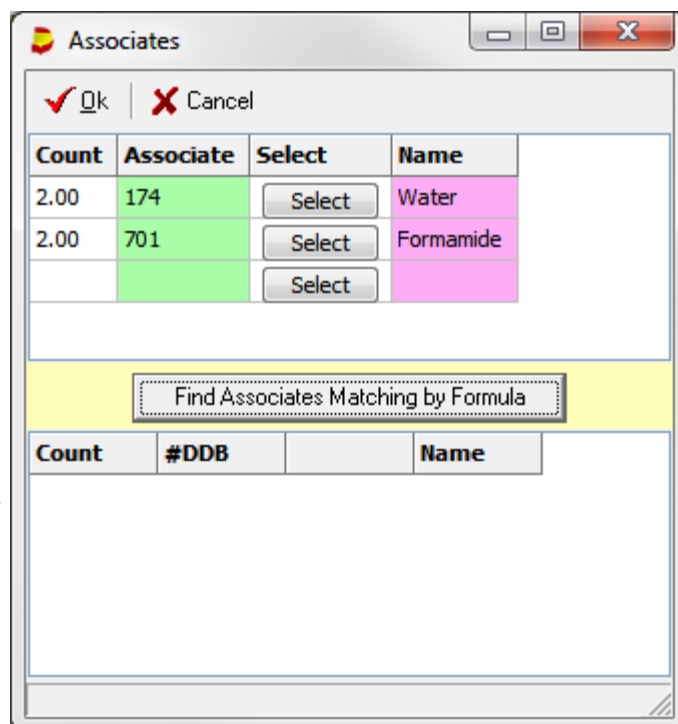 Associates
Ok Cancel
Count Associate Select Name
2.00 174 Select Water
2.00 701 Select Formamide
Select
Find Associates Matching by Formula
Count #DDB Name